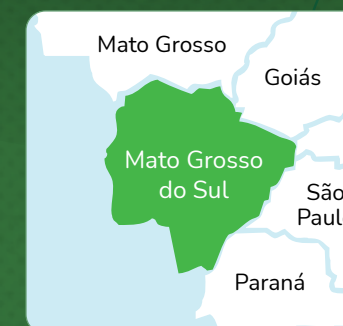 Mato Grosso
Goiás
Mato Grosso
do Sul
São
Paul
Paraná